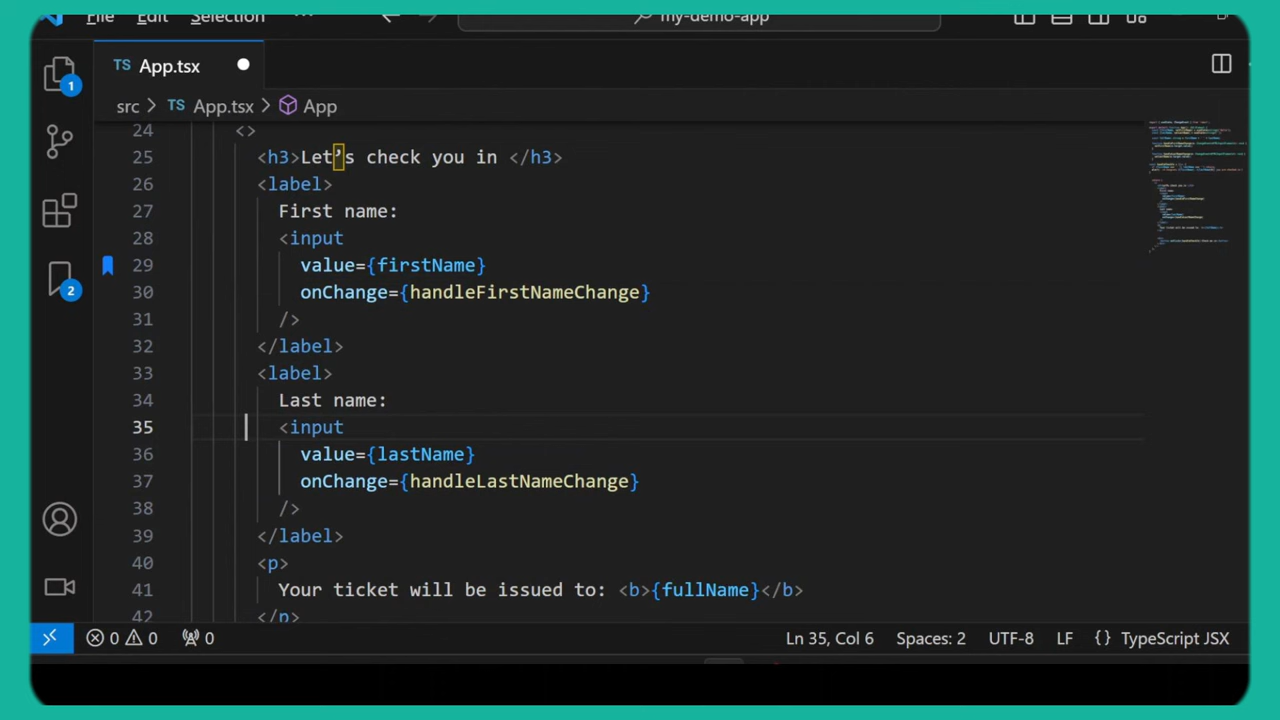 File Edit Selection my-demo-app
1
TS App.tsx
src > TS App.tsx > App
24 <>
25 <h3>Let’s check you in </h3>
26 <label>
27 First name:
28 <input
29 value={firstName}
30 onChange={handleFirstNameChange}
31 />
32 </label>
33 <label>
34 Last name:
35 <input
36 value={lastName}
37 onChange={handleLastNameChange}
38 />
39 </label>
40 <p>
41 Your ticket will be issued to: <b>{fullName}</b>
42 </p>
2
0 0 0 Ln 35, Col 6 Spaces: 2 UTF-8 LF {} TypeScript JSX